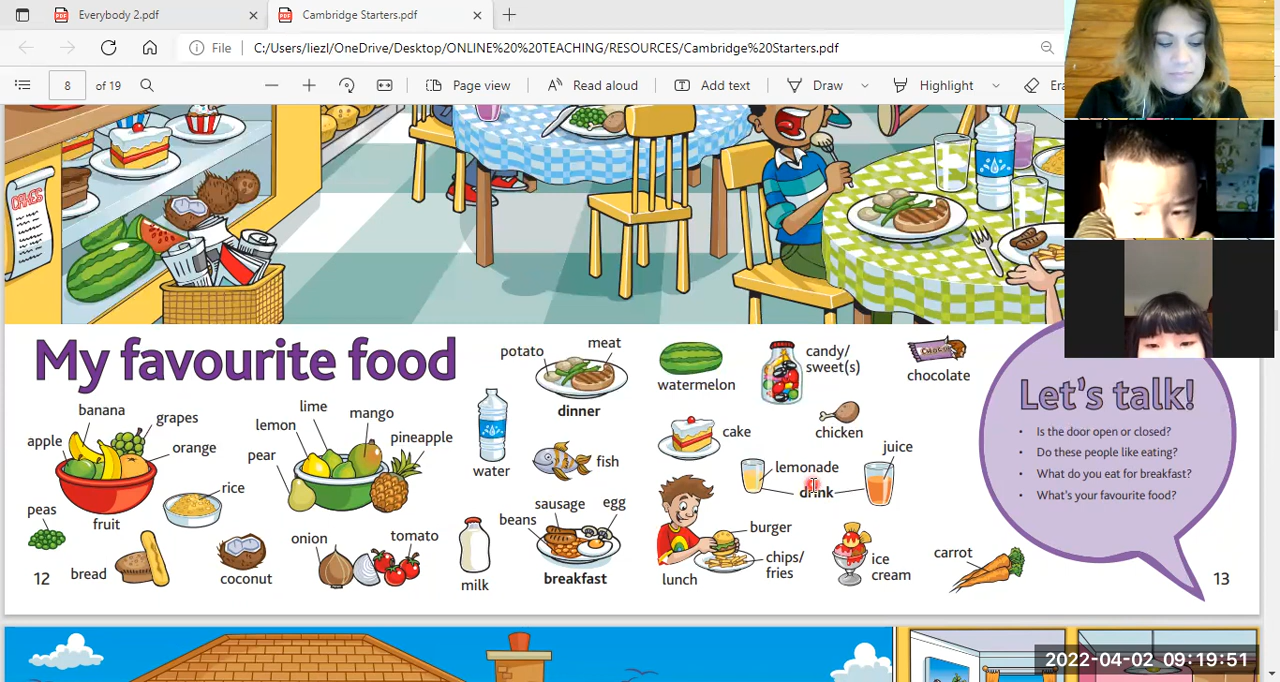 Everybody 2.pdf
Cambridge Starters.pdf
File
C:/Users/liezl/OneDrive/Desktop/ONLINE%20%20TEACHING/RESOURCES/Cambridge%20Starters.pdf
8 of 19
Page view
Read aloud
Add text
Draw
Highlight
Era
CAKES
My favourite food
banana
grapes
apple
orange
fruit
rice
peas
bread
coconut
12
lime
lemon
mango
pear
pineapple
onion
tomato
potato
meat
dinner
water
fish
sausage
egg
beans
milk
breakfast
watermelon
candy/
sweet(s)
CHOCO
chocolate
cake
chicken
lemonade
juice
drink
burger
chips/
fries
lunch
ice
cream
carrot
Let's talk!
• Is the door open or closed?
• Do these people like eating?
• What do you eat for breakfast?
• What's your favourite food?
13
2022-04-02 09:19:51